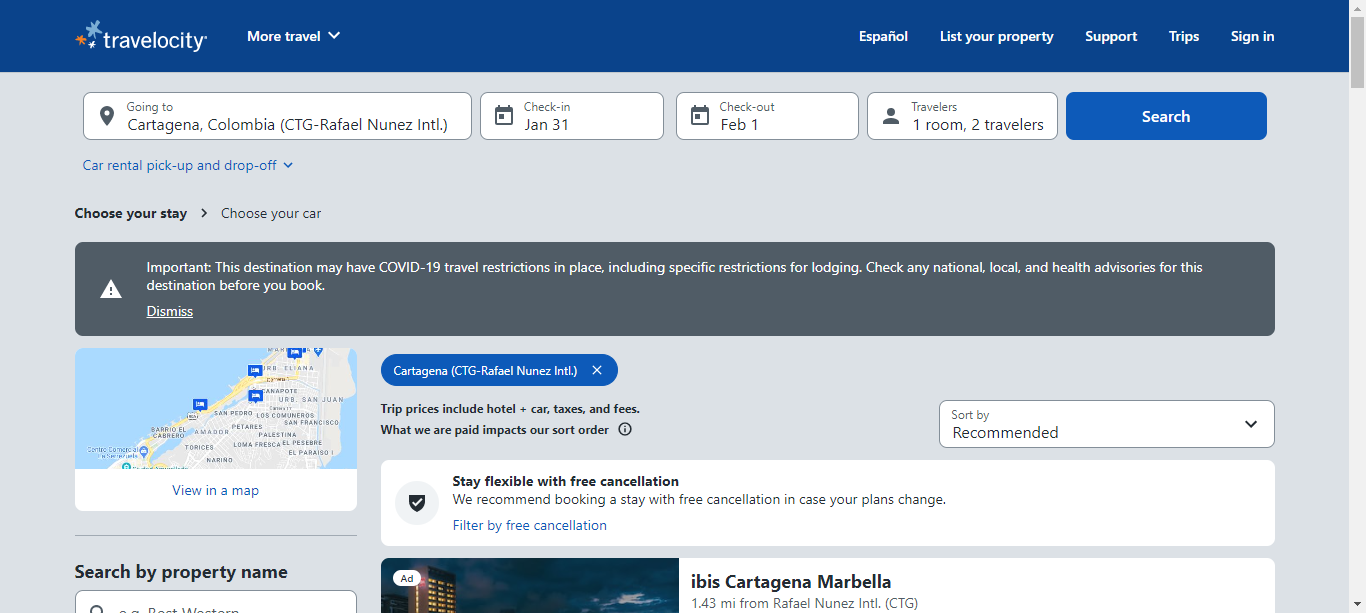 travelocity
More travel
Español
List your property
Support
Trips
Sign in
Going to
Cartagena, Colombia (CTG-Rafael Nunez Intl.)
Check-in
Jan 31
Check-out
Feb 1
Travelers
1 room, 2 travelers
Search
Car rental pick-up and drop-off
Choose your stay
Choose your car
Important: This destination may have COVID-19 travel restrictions in place, including specific restrictions for lodging. Check any national, local, and health advisories for this
destination before you book.
Dismiss
URB. ELIANA
CANAPOTE
URB. SAN JUAN
SAN PEDRO
LOS COMUNEROS
SAN FRANCISCO
BARRIO EL
CABRERO
AMADOR
PETARES
PALESTINA
TORICES
LOMA FRESCA
EL PESEBRE
EL PARAISO I
NARIÑO
Centro Comercial
La Serrezuela
View in a map
Search by property name
e.g. Best Western
Cartagena (CTG-Rafael Nunez Intl.)
Trip prices include hotel + car, taxes, and fees.
What we are paid impacts our sort order
Sort by
Recommended
Stay flexible with free cancellation
We recommend booking a stay with free cancellation in case your plans change.
Filter by free cancellation
Ad
ibis Cartagena Marbella
1.43 mi from Rafael Nunez Intl. (CTG)